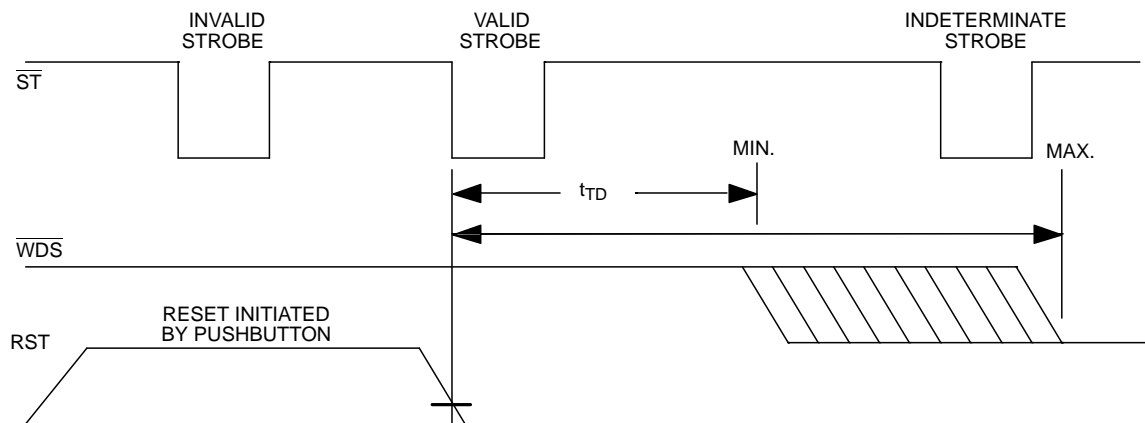 INVALID
STROBE
VALID
STROBE
INDETERMINATE
STROBE
ST
MIN.
MAX.
tTD
WDS
RESET INITIATED
BY PUSHBUTTON
RST